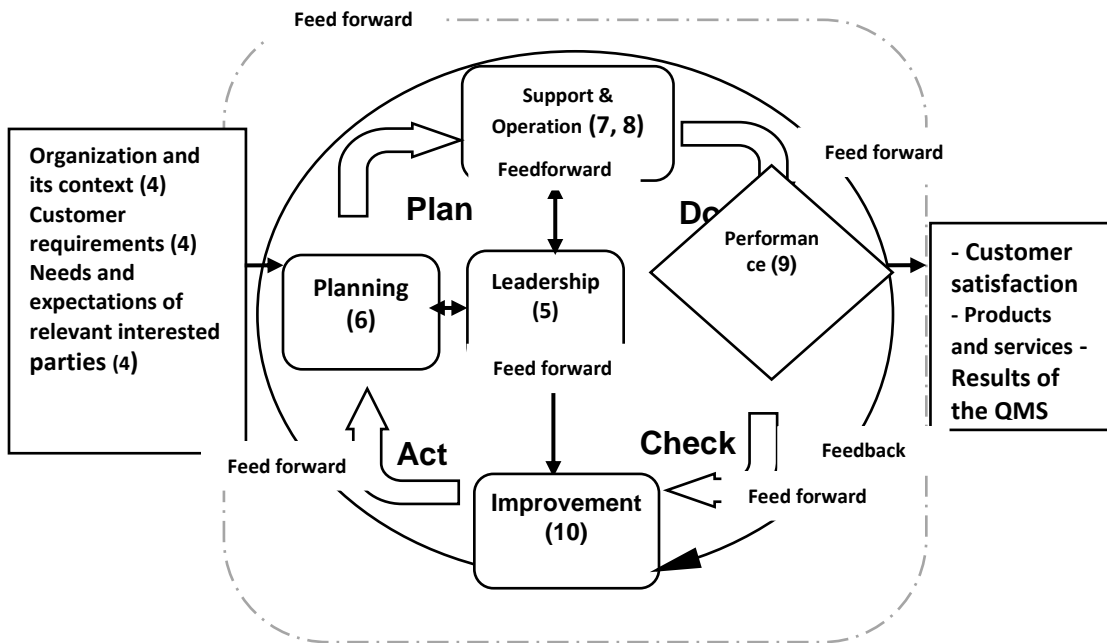 Feed forward
Support &
Operation (7, 8)
Feedforward
Feed forward
Organization and
its context (4)
Customer
requirements (4)
Needs and
expectations of
relevant interested
parties (4)
Plan
Do
Performan
ce (9)
- Customer
satisfaction
- Products
and services -
Results of
the QMS
Planning
(6)
Leadership
(5)
Feed forward
Act
Check
Feed forward
Feedback
Improvement
(10)
Feed forward